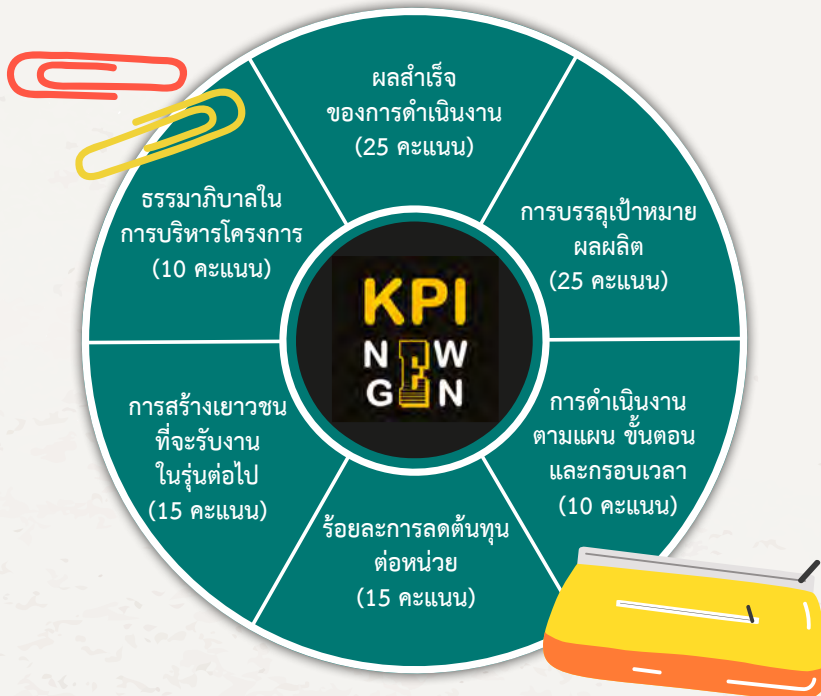 ผลสำเร็จ
ของการดำเนินงาน
(25 คะแนน)
การบรรลุเป้าหมาย
ผลผลิต
(25 คะแนน)
การดำเนินงาน
ตามแผน ขั้นตอน
และกรอบเวลา
(10 คะแนน)
ร้อยละการลดต้นทุน
ต่อหน่วย
(15 คะแนน)
การสร้างเยาวชน
ที่จะรับงาน
ในรุ่นต่อไป
(15 คะแนน)
ธรรมาภิบาลใน
การบริหารโครงการ
(10 คะแนน)
KPI
NEW
GEN